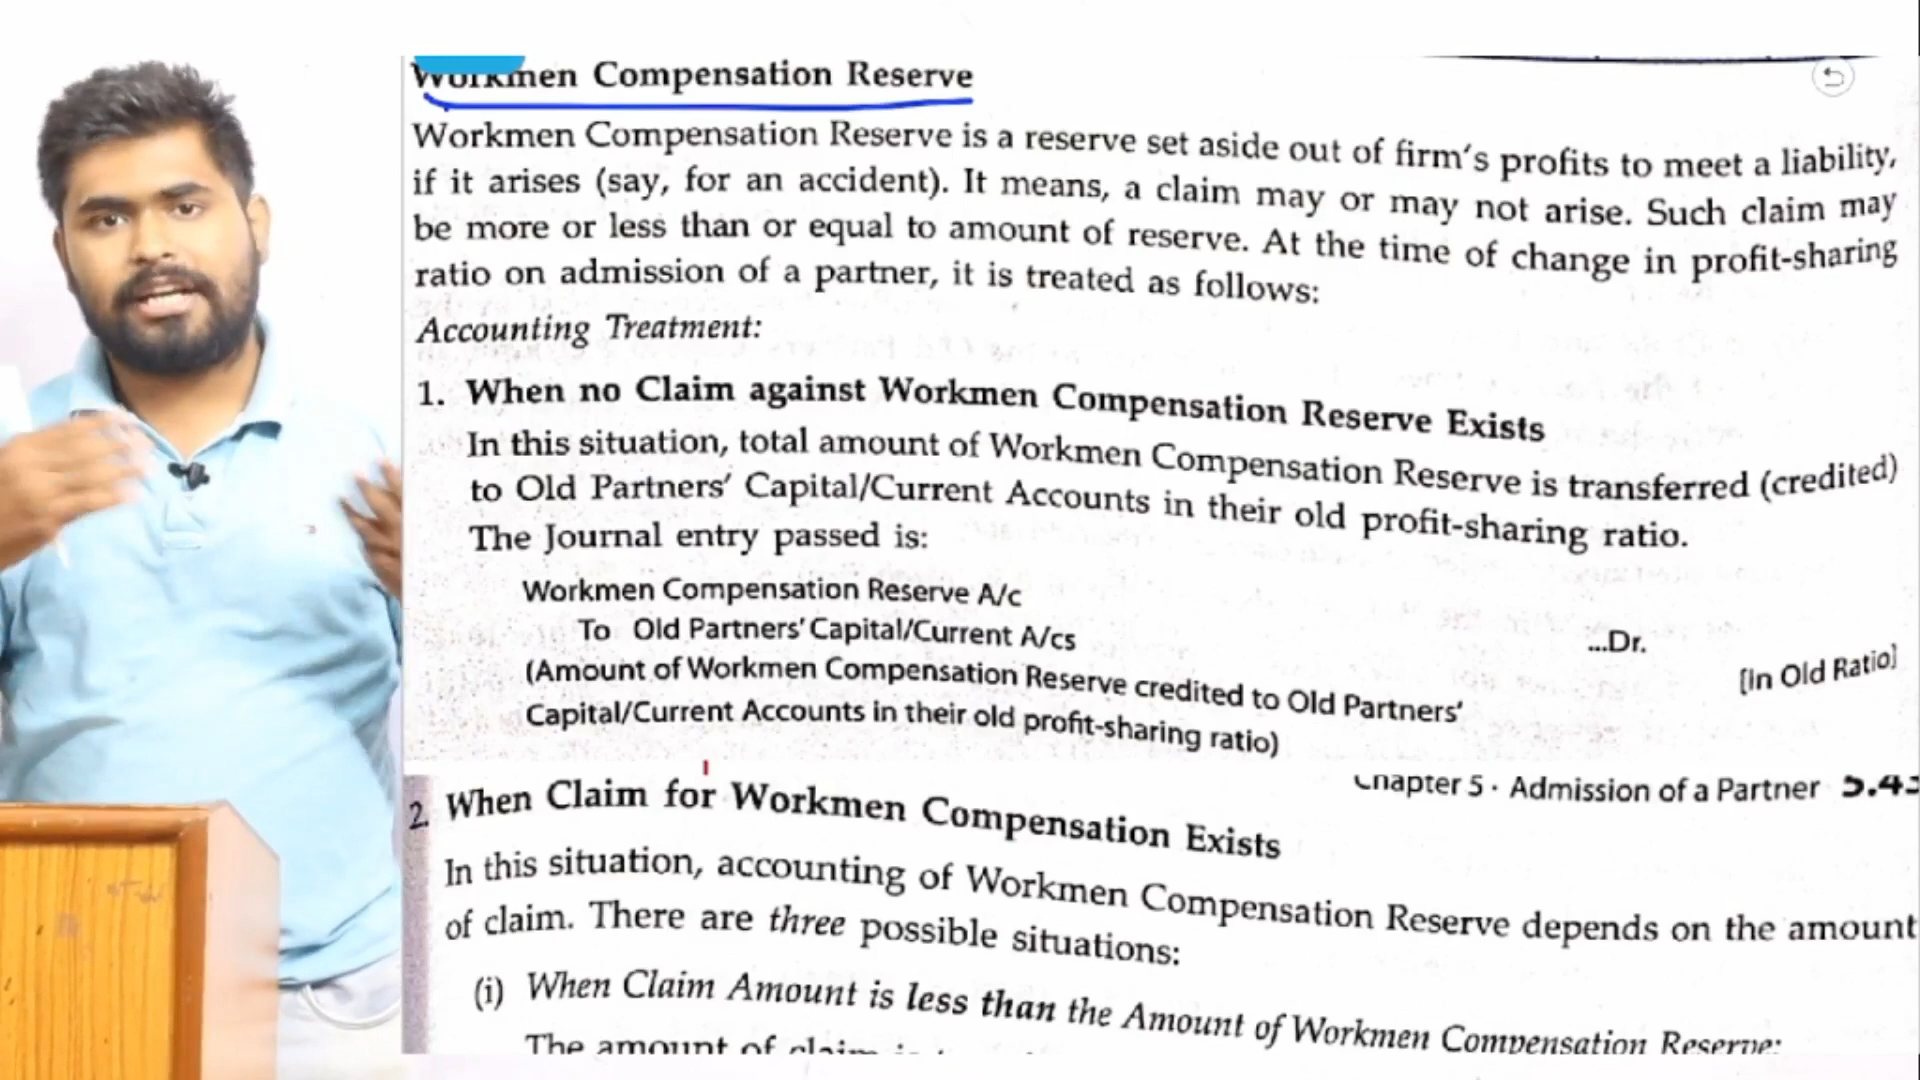 Workmen Compensation Reserve
Workmen Compensation Reserve is a reserve set aside out of firm's profits to meet a liability,
if it arises (say, for an accident). It means, a claim may or may not arise. Such claim may
be more or less than or equal to amount of reserve. At the time of change in profit-sharing
ratio on admission of a partner, it is treated as follows:
Accounting Treatment:
1. When no Claim against Workmen Compensation Reserve Exists
In this situation, total amount of Workmen Compensation Reserve is transferred (credited)
to Old Partners' Capital/Current Accounts in their old profit-sharing ratio.
The Journal entry passed is:
Workmen Compensation Reserve A/c ...Dr.
To Old Partners' Capital/Current A/cs [In Old Ratio]
(Amount of Workmen Compensation Reserve credited to Old Partners'
Capital/Current Accounts in their old profit-sharing ratio)
Chapter 5 · Admission of a Partner
2. When Claim for Workmen Compensation Exists
In this situation, accounting of Workmen Compensation Reserve depends on the amount
of claim. There are three possible situations:
(i) When Claim Amount is less than the Amount of Workmen Compensation Reserve:
The amount of claim